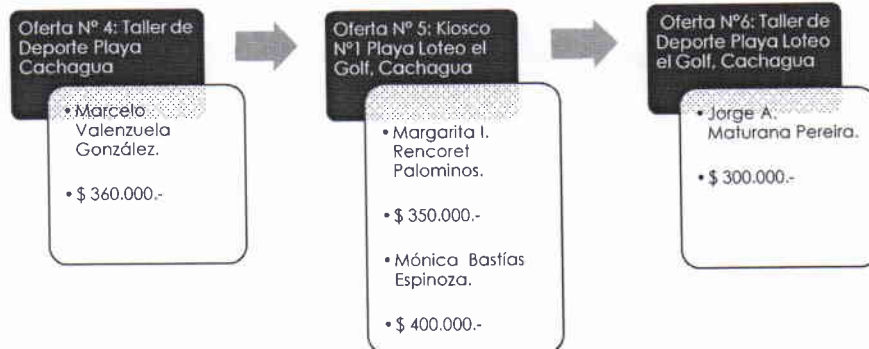 Oferta Nº 4: Taller de
Deporte Playa
Cachagua
• Marcelo
Valenzuela
González.
• $ 360.000.-
Oferta Nº 5: Kiosco
Nº1 Playa Loteo el
Golf, Cachagua
• Margarita I.
Rencoret
Palominos.
• $ 350.000.-
• Mónica Bastías
Espinoza.
• $ 400.000.-
Oferta Nº6: Taller de
Deporte Playa Loteo
el Golf, Cachagua
• Jorge A.
Maturana Pereira.
• $ 300.000.-